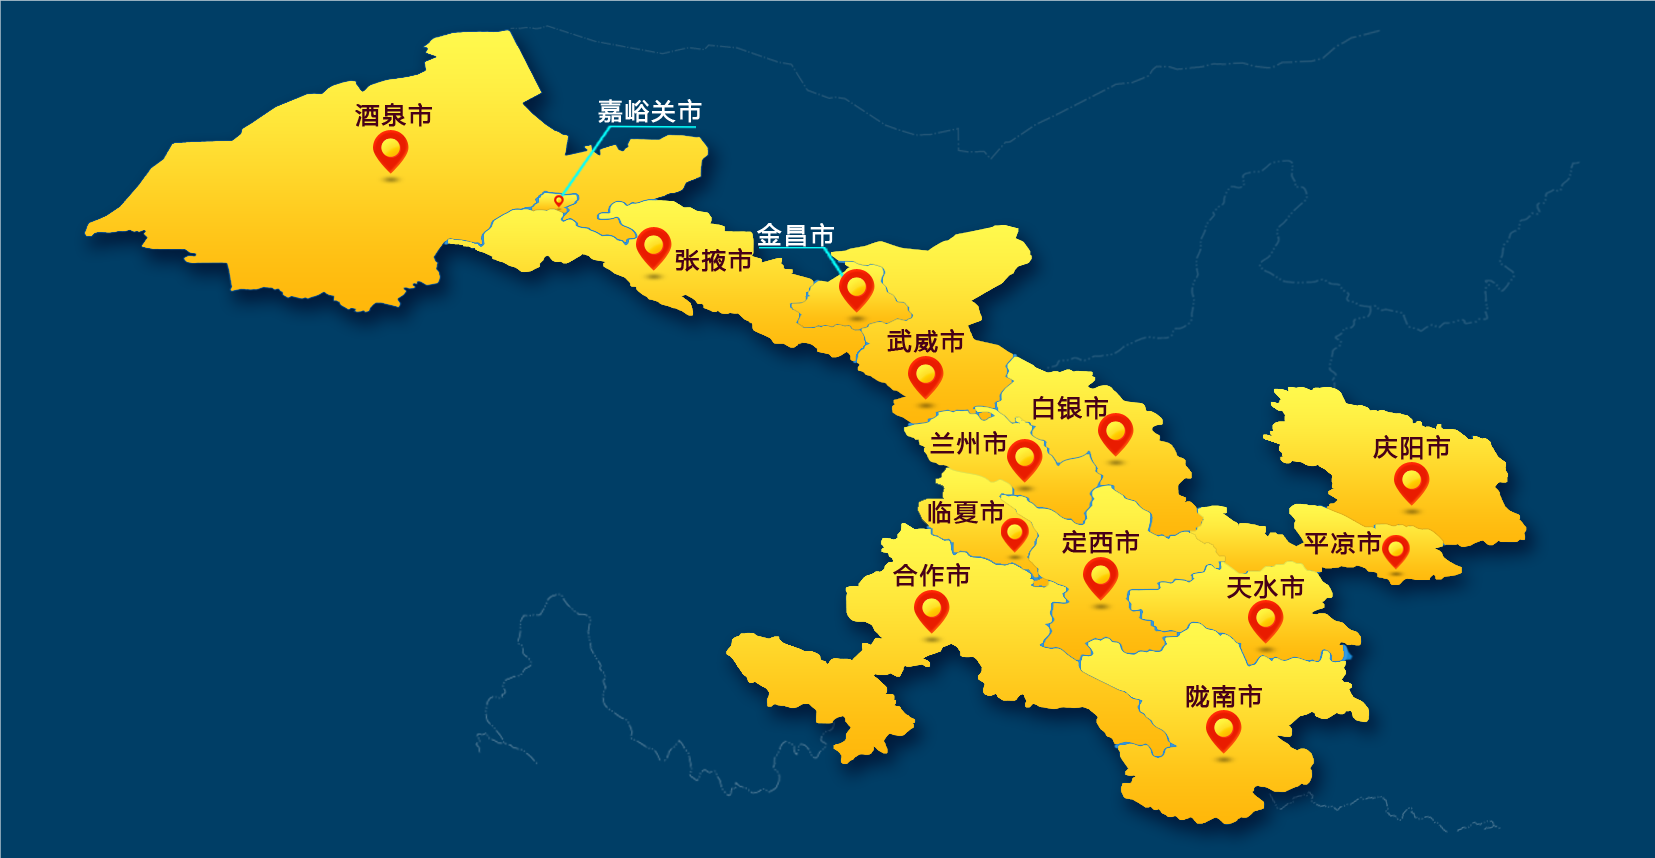 酒泉市
嘉峪关市
金昌市
张掖市
武威市
白银市
兰州市
庆阳市
临夏市
定西市
平凉市
合作市
天水市
陇南市